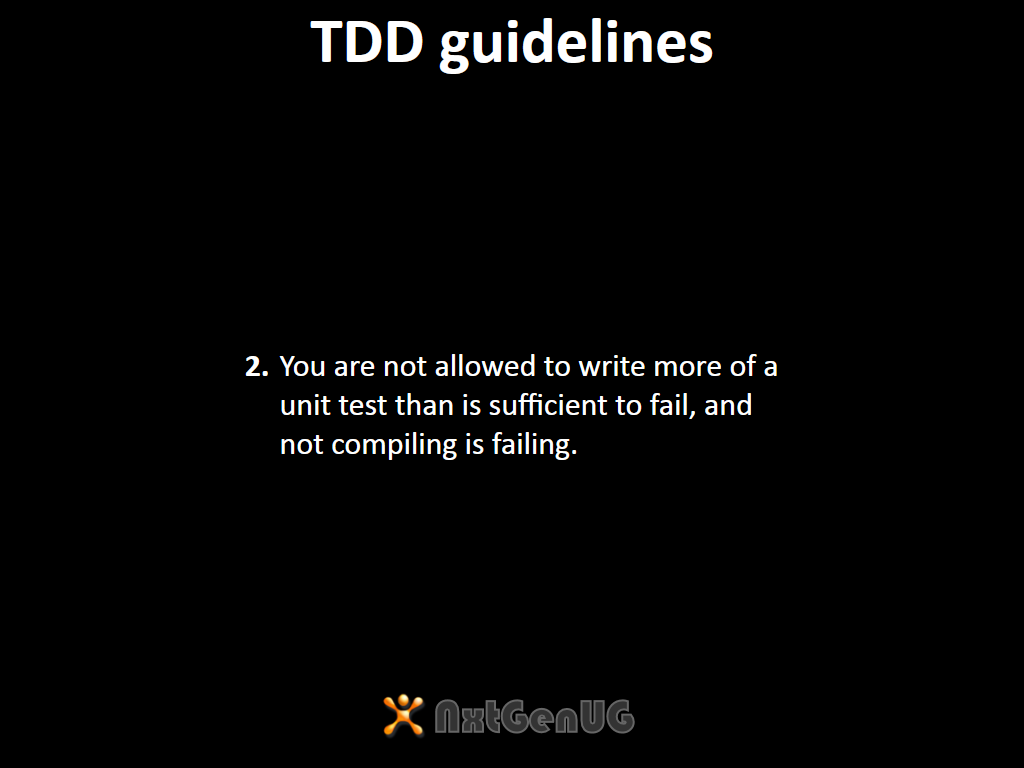 TDD guidelines
2. You are not allowed to write more of a
unit test than is sufficient to fail, and
not compiling is failing.
NxtGenUG